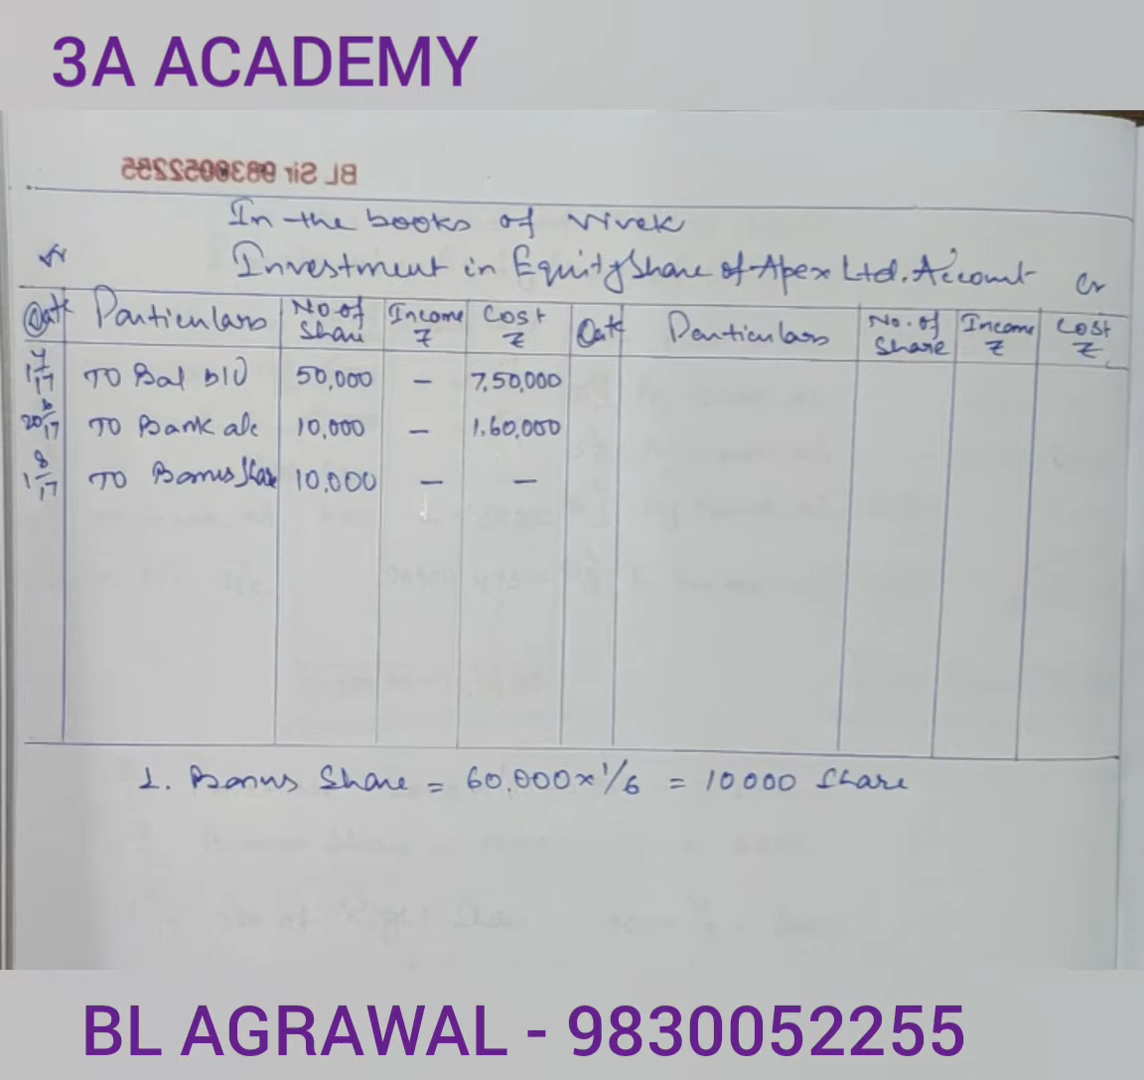 3A ACADEMY
BL Sir 9830052255
In the books of Vivek
Dr
Investment in Equity Share of Apex Ltd. Account Cr
Date Particulars No. of Share Income ₹ Cost ₹ Date Particulars No. of Share Income ₹ Cost ₹
1/4/17 TO Bal b/d 50,000 - 7,50,000
20/6/17 TO Bank a/c 10,000 - 1,60,000
1/8/17 TO Bonus Share 10,000 - -
1. Bonus Share = 60,000 x 1/6 = 10000 Share
BL AGRAWAL - 9830052255